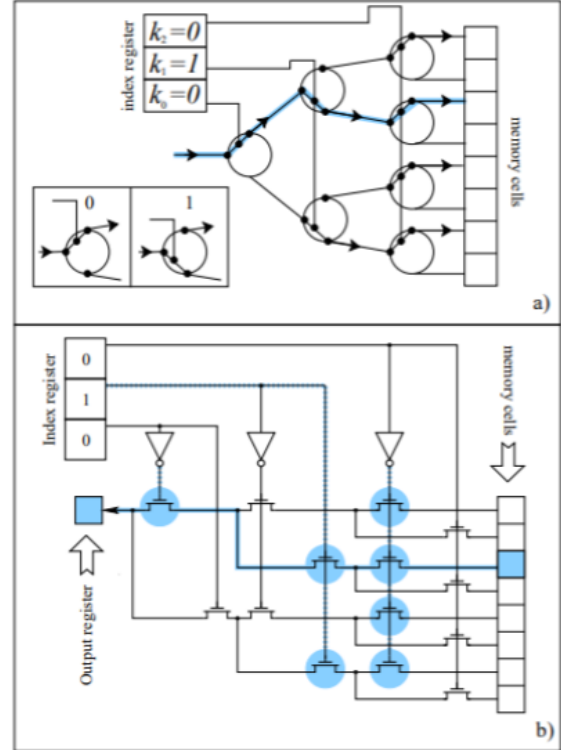 index register
k₂=0
k₁=1
k₀=0
memory cells
0
1
a)
Index register
0
1
0
memory cells
Output register
b)